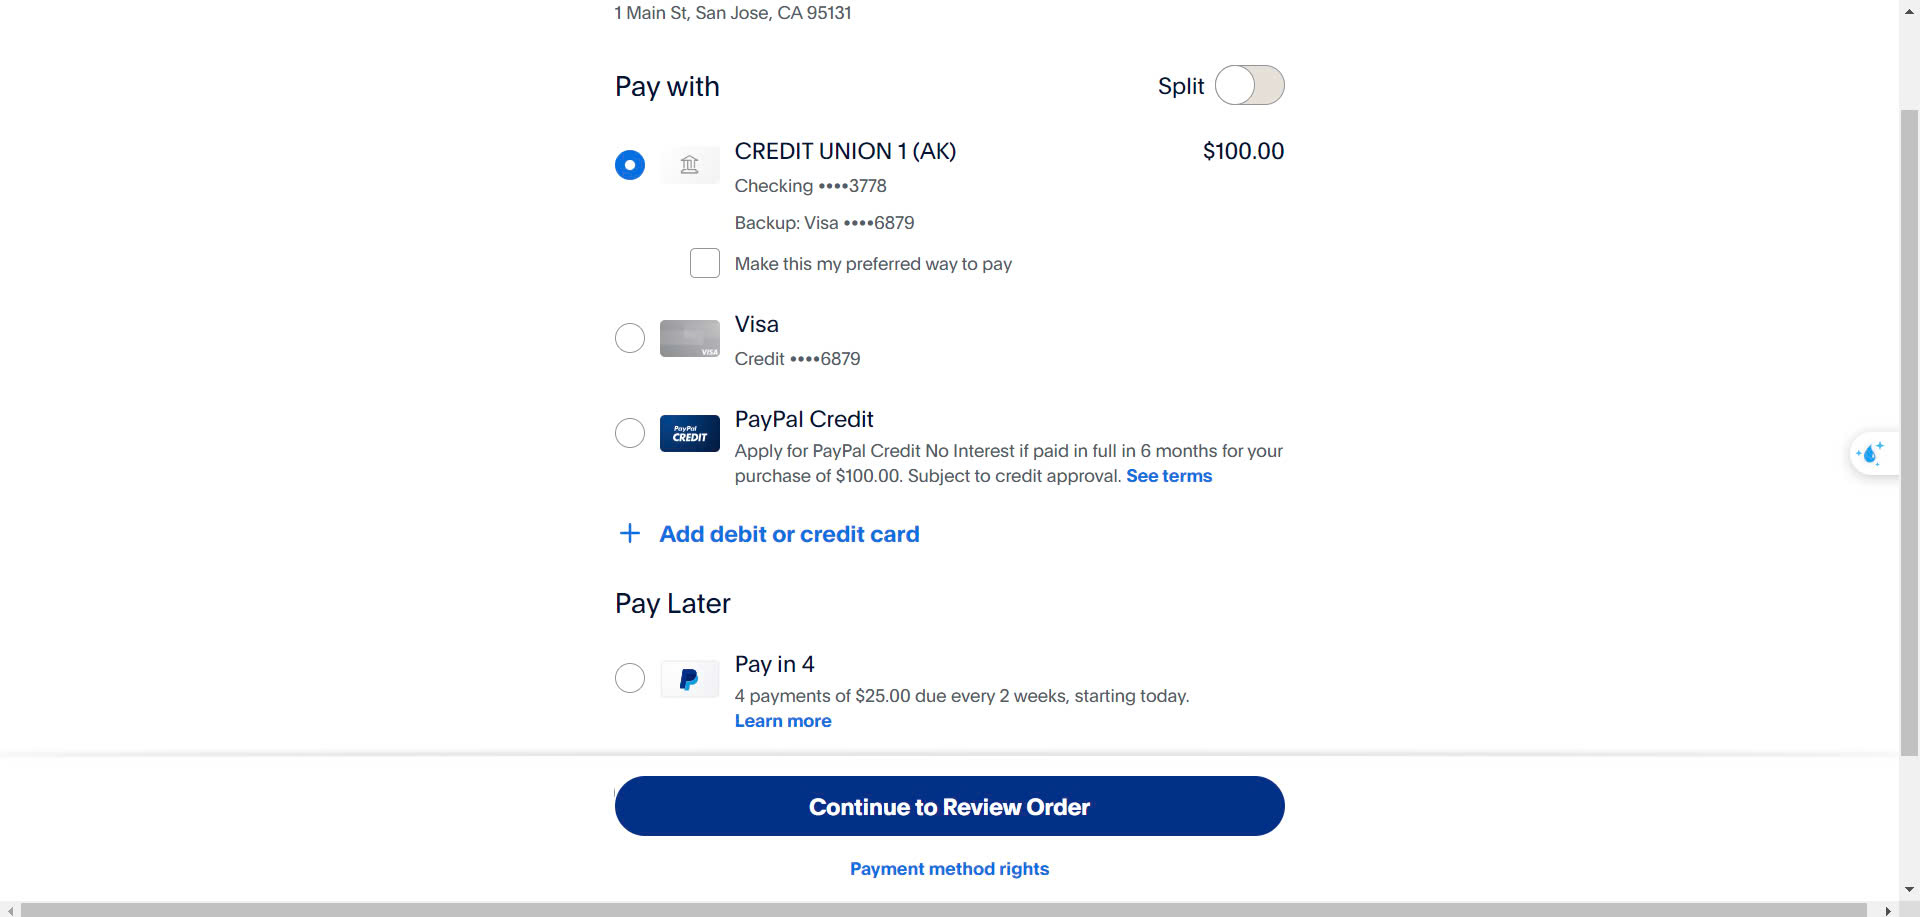 1 Main St, San Jose, CA 95131
Pay with
Split
CREDIT UNION 1 (AK)
$100.00
Checking ••••3778
Backup: Visa ••••6879
Make this my preferred way to pay
Visa
VISA
Credit ••••6879
PayPal Credit
PayPal
CREDIT
Apply for PayPal Credit No Interest if paid in full in 6 months for your
purchase of $100.00. Subject to credit approval. See terms
Add debit or credit card
Pay Later
Pay in 4
4 payments of $25.00 due every 2 weeks, starting today.
Learn more
Continue to Review Order
Payment method rights